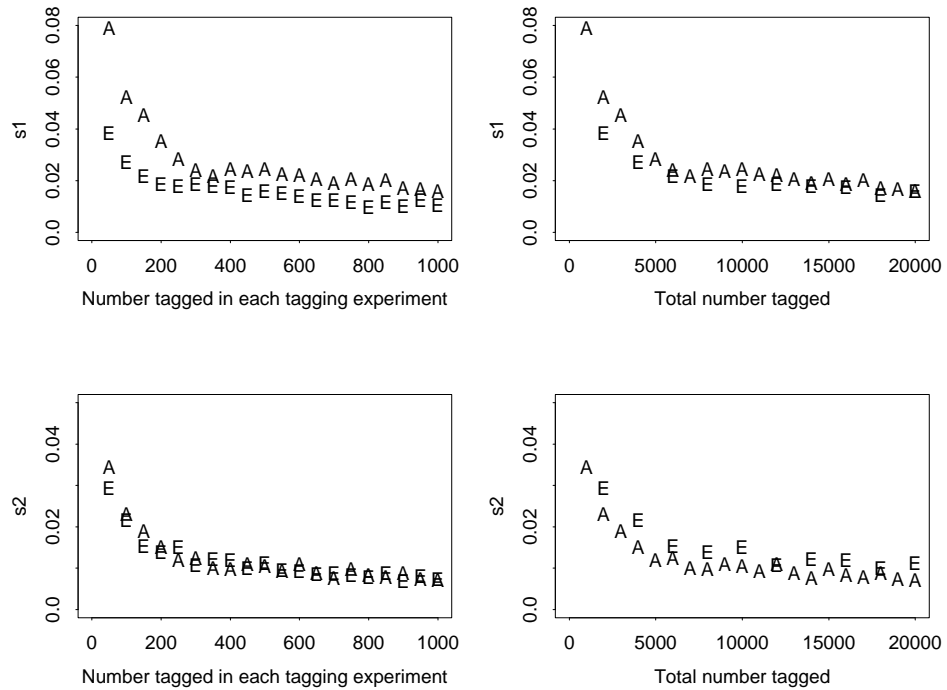 s1
0.0 0.02 0.04 0.06 0.08
0 200 400 600 800 1000
Number tagged in each tagging experiment
s1
0.0 0.02 0.04 0.06 0.08
0 5000 10000 15000 20000
Total number tagged
s2
0.0 0.02 0.04
0 200 400 600 800 1000
Number tagged in each tagging experiment
s2
0.0 0.02 0.04
0 5000 10000 15000 20000
Total number tagged